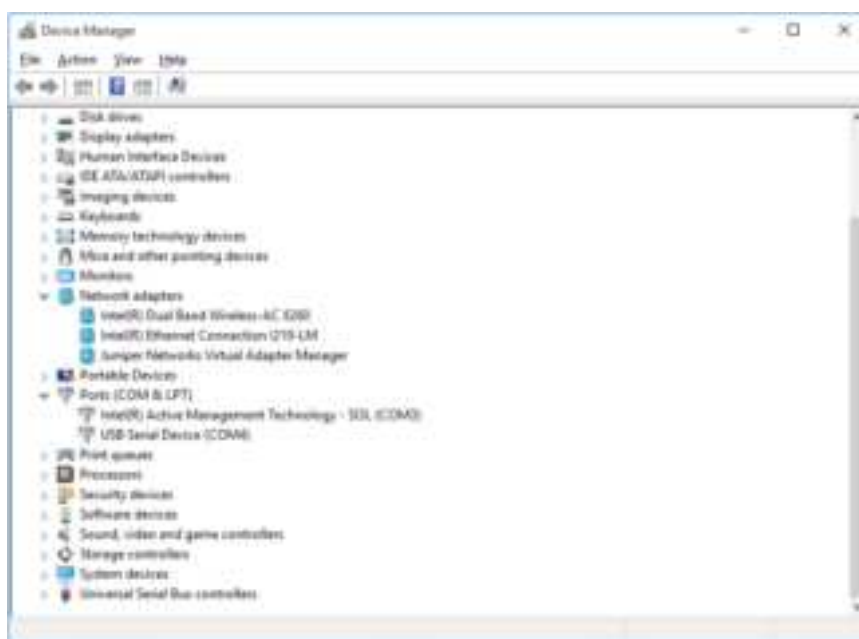 Device Manager
File Action View Help
Disk drives
Display adapters
Human Interface Devices
IDE ATA/ATAPI controllers
Imaging devices
Keyboards
Memory technology devices
Mice and other pointing devices
Monitors
Network adapters
Intel(R) Dual Band Wireless-AC
Intel(R) Ethernet Connection I219-LM
Juniper Networks Virtual Adapter Manager
Portable Devices
Ports (COM & LPT)
Intel(R) Active Management Technology - SOL (COM3)
USB Serial Device
Print queues
Processors
Security devices
Software devices
Sound, video and game controllers
Storage controllers
System devices
Universal Serial Bus controllers